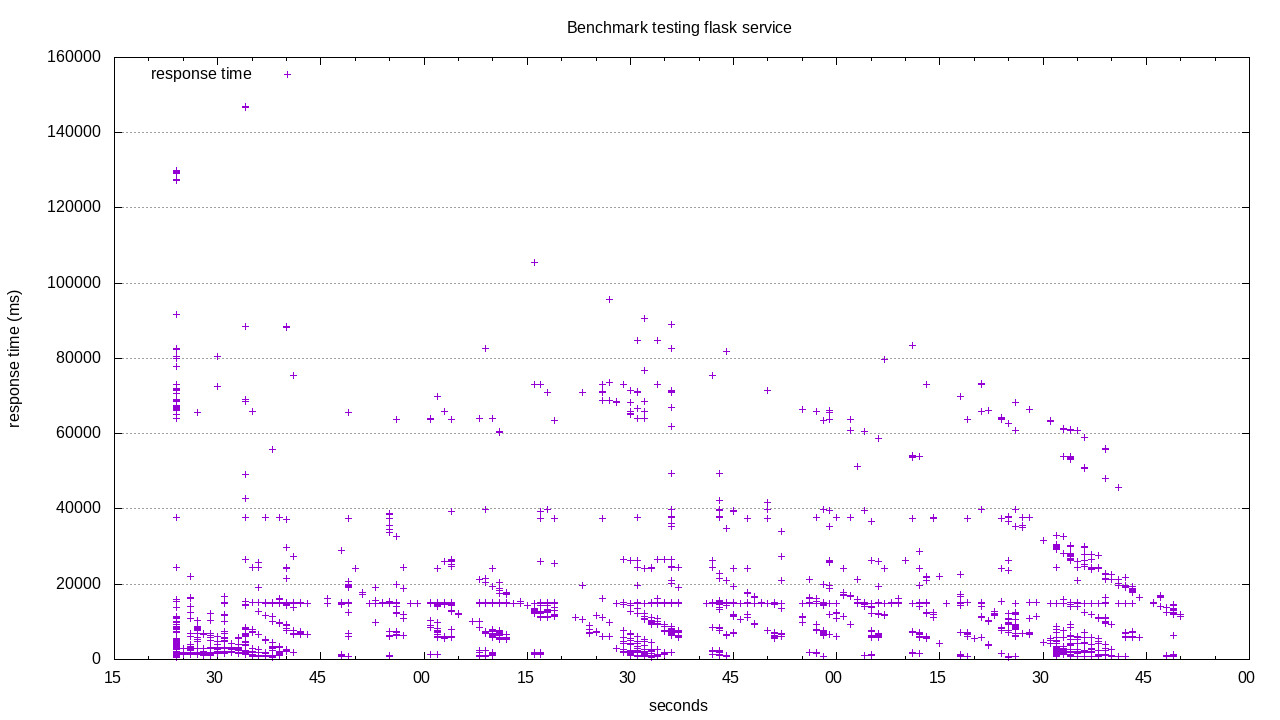 Benchmark testing flask service
160000
response time
140000
120000
100000
80000
60000
40000
20000
0
response time (ms)
15 30 45 00 15 30 45 00 15 30 45 00
seconds